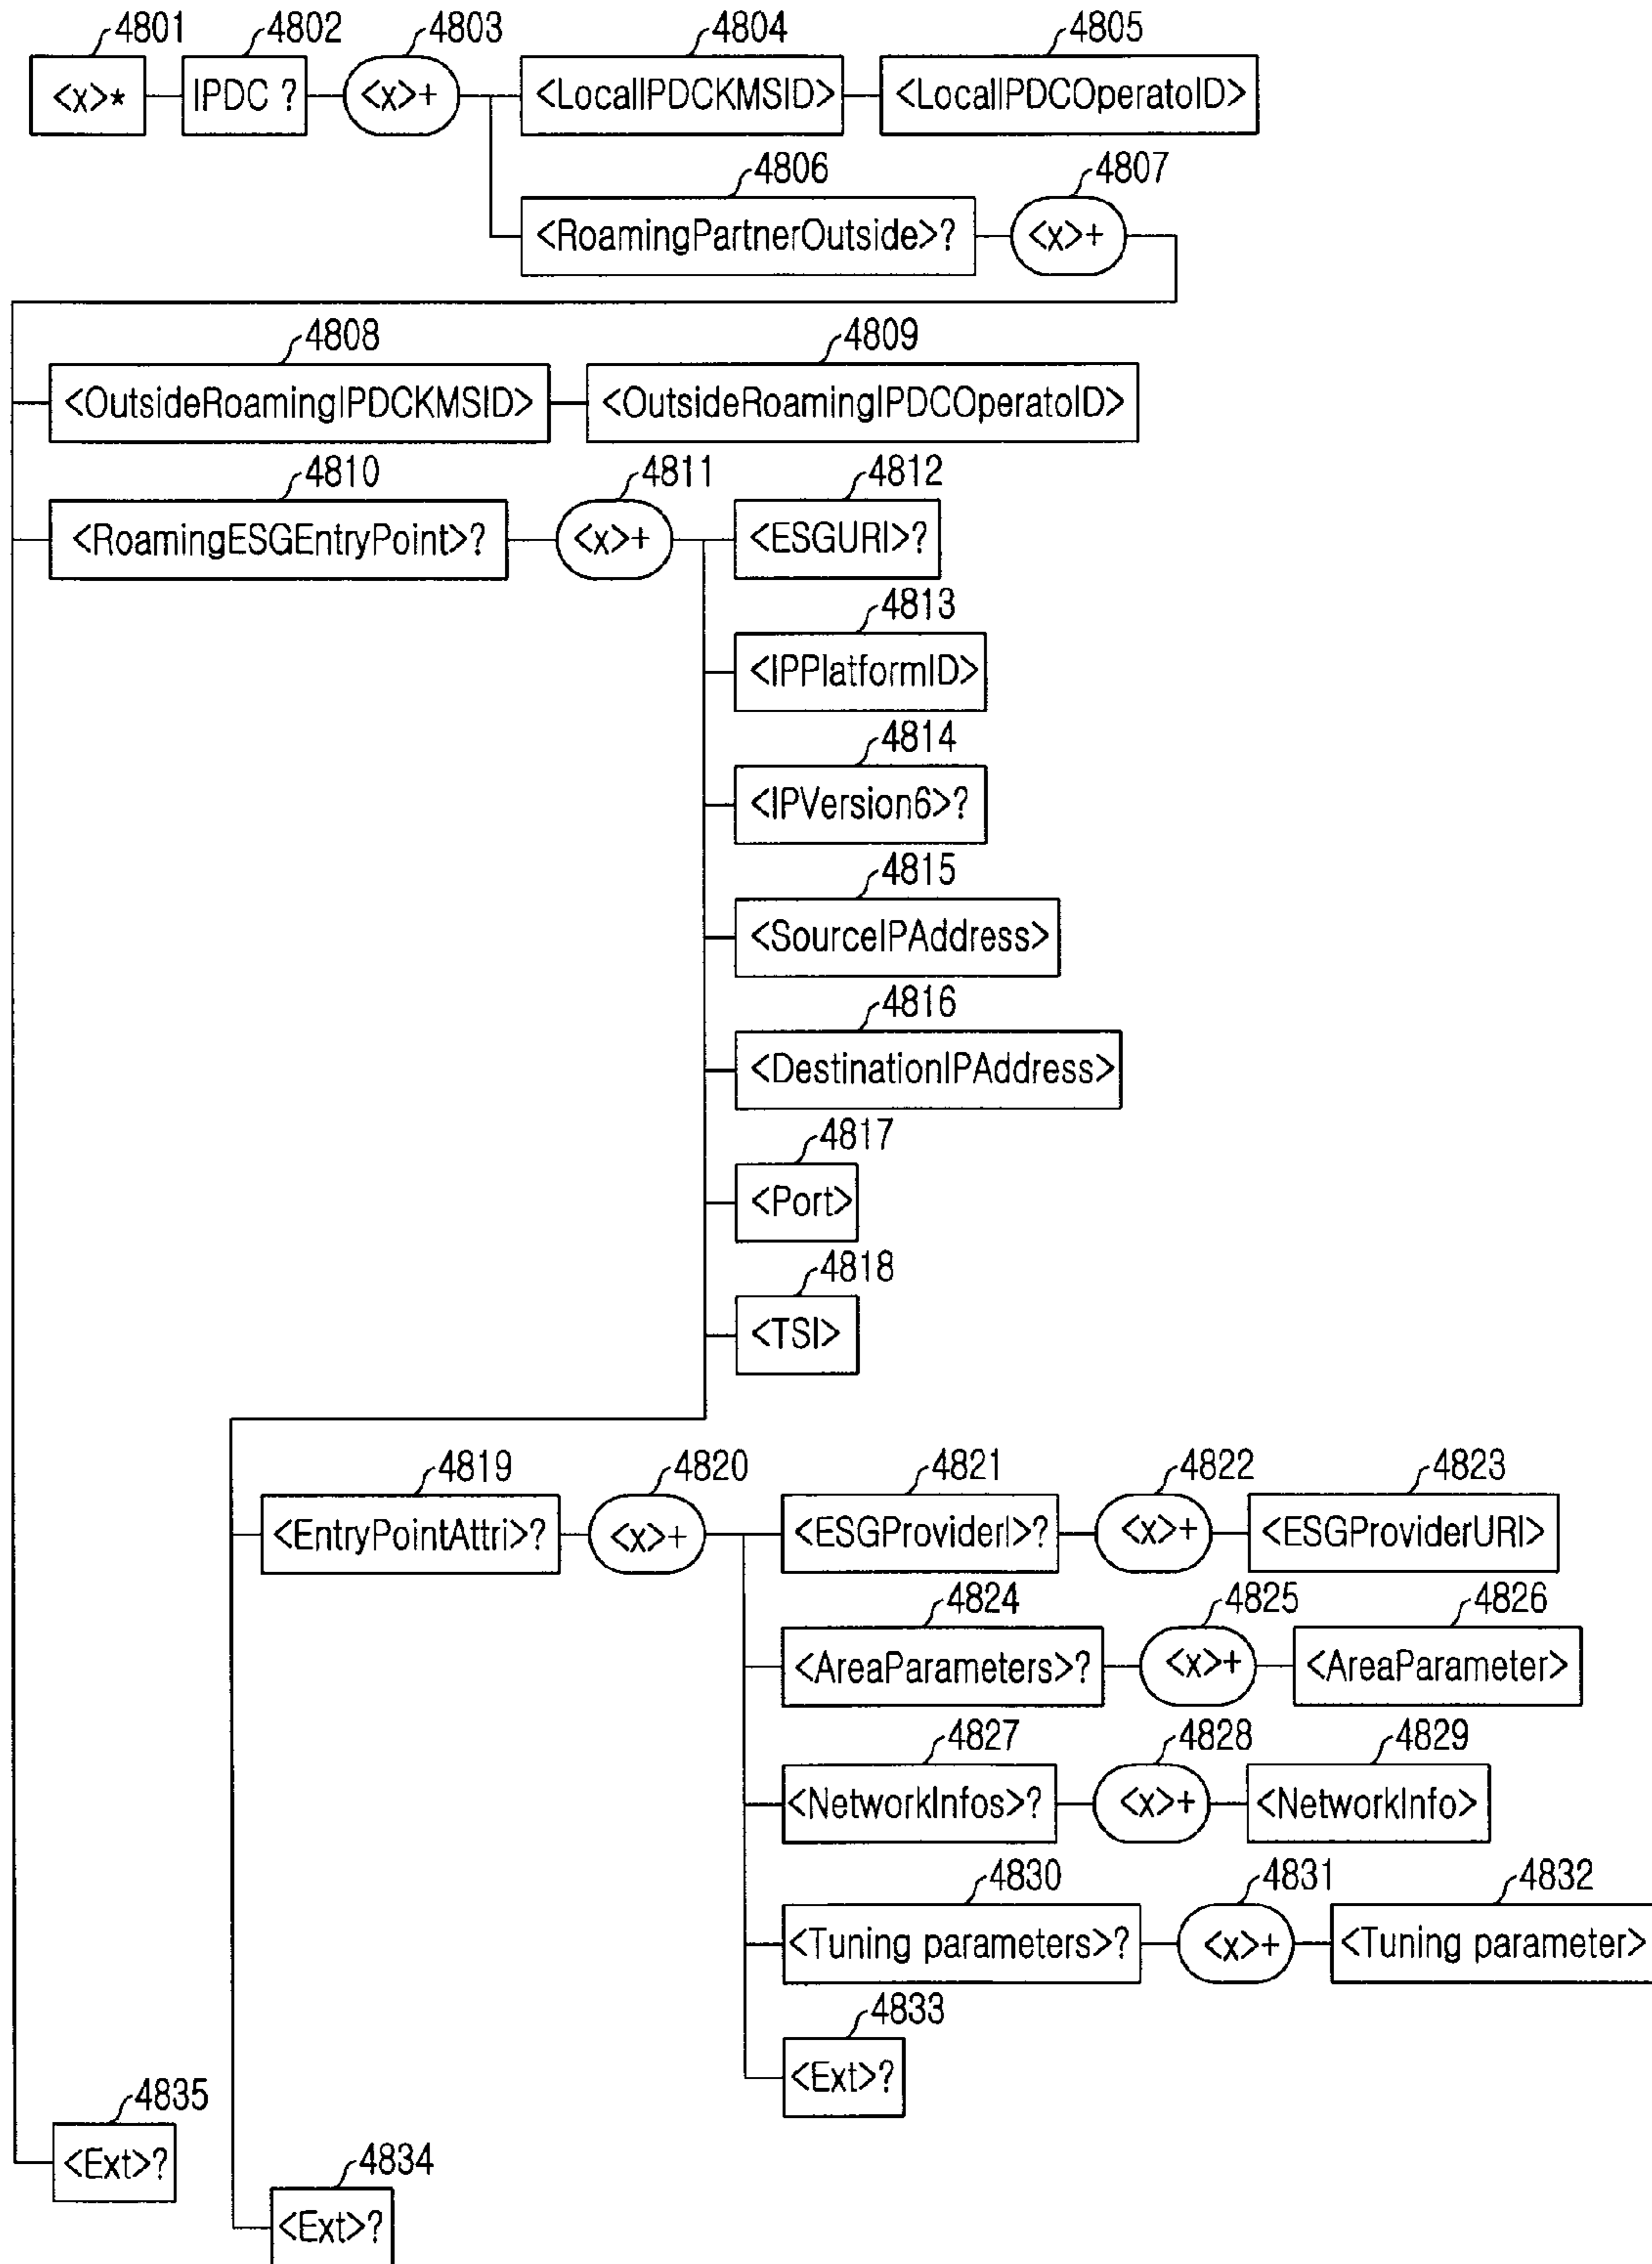 4801 4802 4803 4804 4805
<x>* IPDC ? <x>+ <LocalIPDCKMSID> <LocalIPDCOperatoID>
4806 4807
<RoamingPartnerOutside>? <x>+
4808 4809
<OutsideRoamingIPDCKMSID> <OutsideRoamingIPDCOperatoID>
4810 4811 4812
<RoamingESGEntryPoint>? <x>+ <ESGURI>?
4813
<IPPlatformID>
4814
<IPVersion6>?
4815
<SourceIPAddress>
4816
<DestinationIPAddress>
4817
<Port>
4818
<TSI>
4819 4820 4821 4822 4823
<EntryPointAttri>? <x>+ <ESGProviderI>? <x>+ <ESGProviderURI>
4824 4825 4826
<AreaParameters>? <x>+ <AreaParameter>
4827 4828 4829
<NetworkInfos>? <x>+ <NetworkInfo>
4830 4831 4832
<Tuning parameters>? <x>+ <Tuning parameter>
4833
<Ext>?
4835
<Ext>?
4834
<Ext>?